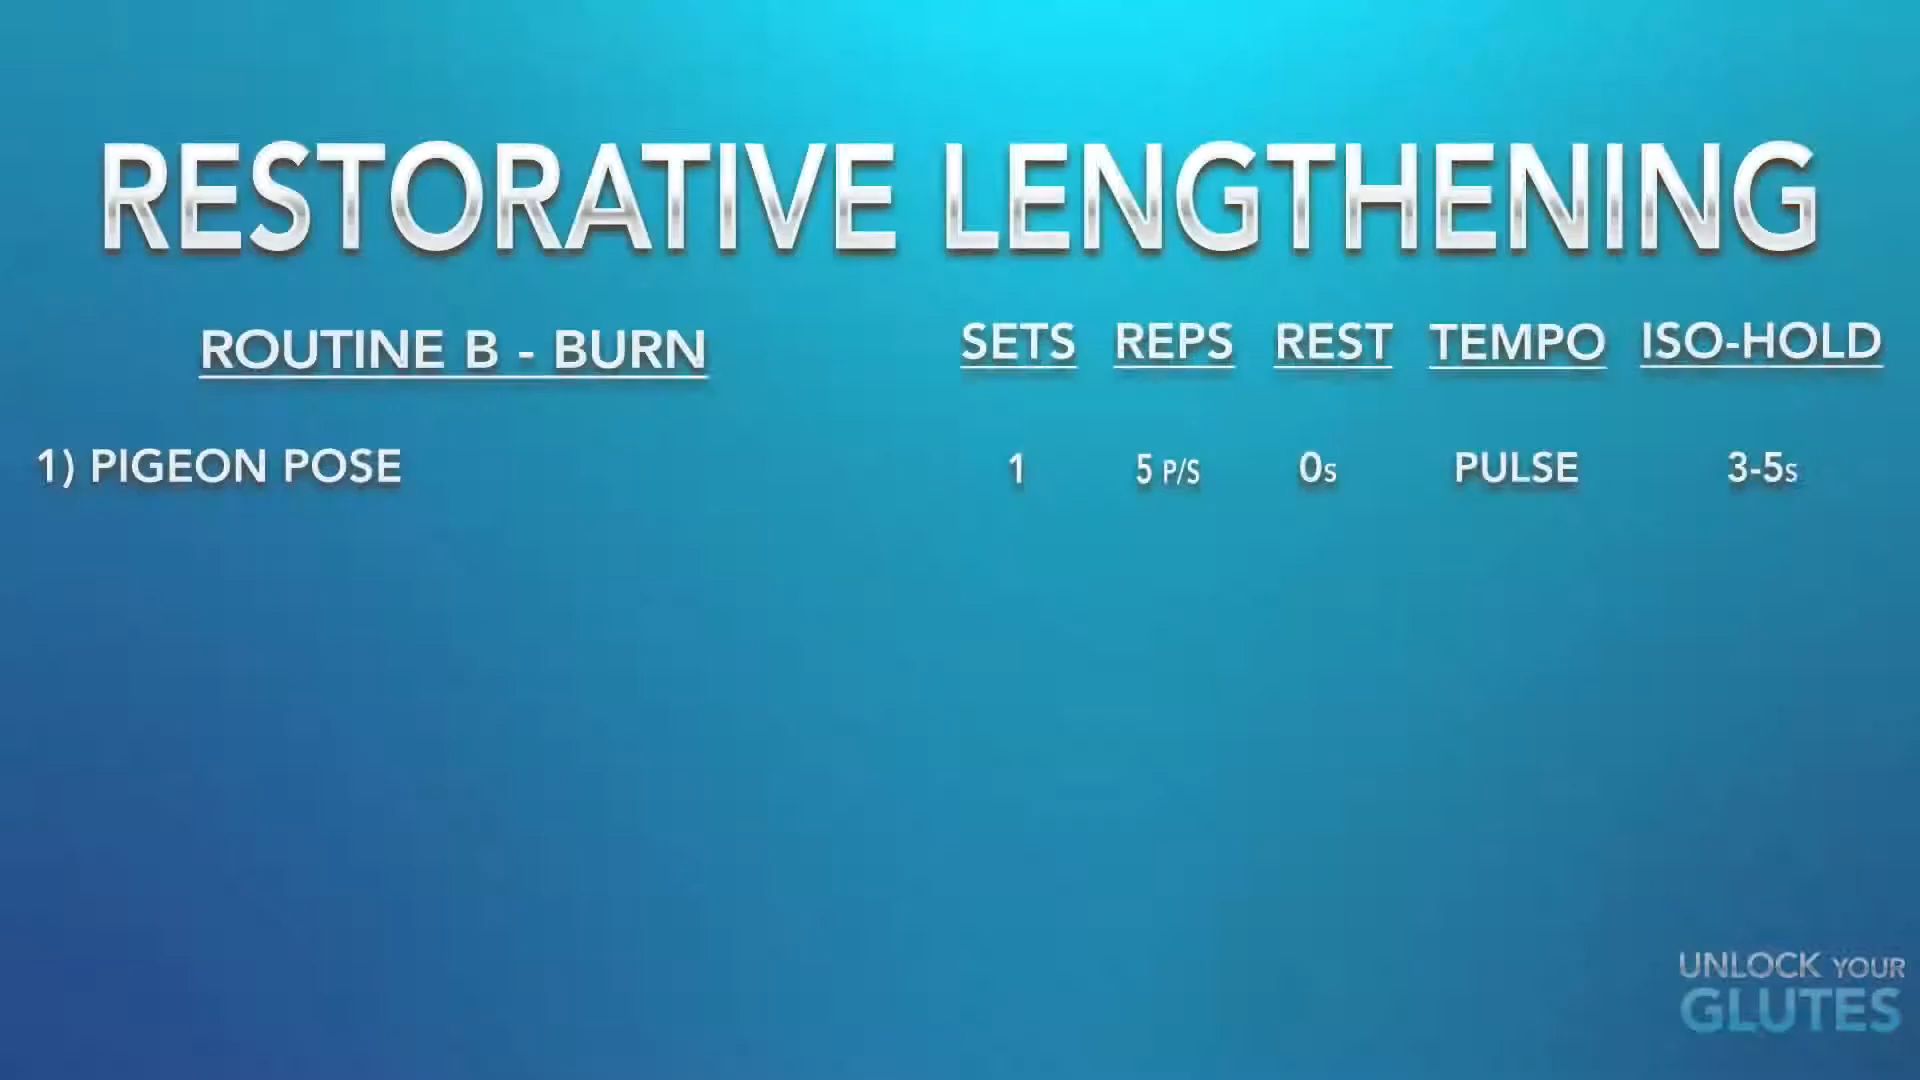 RESTORATIVE LENGTHENING
ROUTINE B - BURN SETS REPS REST TEMPO ISO-HOLD
1) PIGEON POSE 1 5 P/S 0s PULSE 3-5s
UNLOCK YOUR
GLUTES